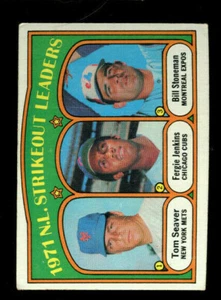 1971 N.L. STRIKEOUT LEADERS
1
Tom Seaver
NEW YORK METS
2
Fergie Jenkins
CHICAGO CUBS
3
Bill Stoneman
MONTREAL EXPOS